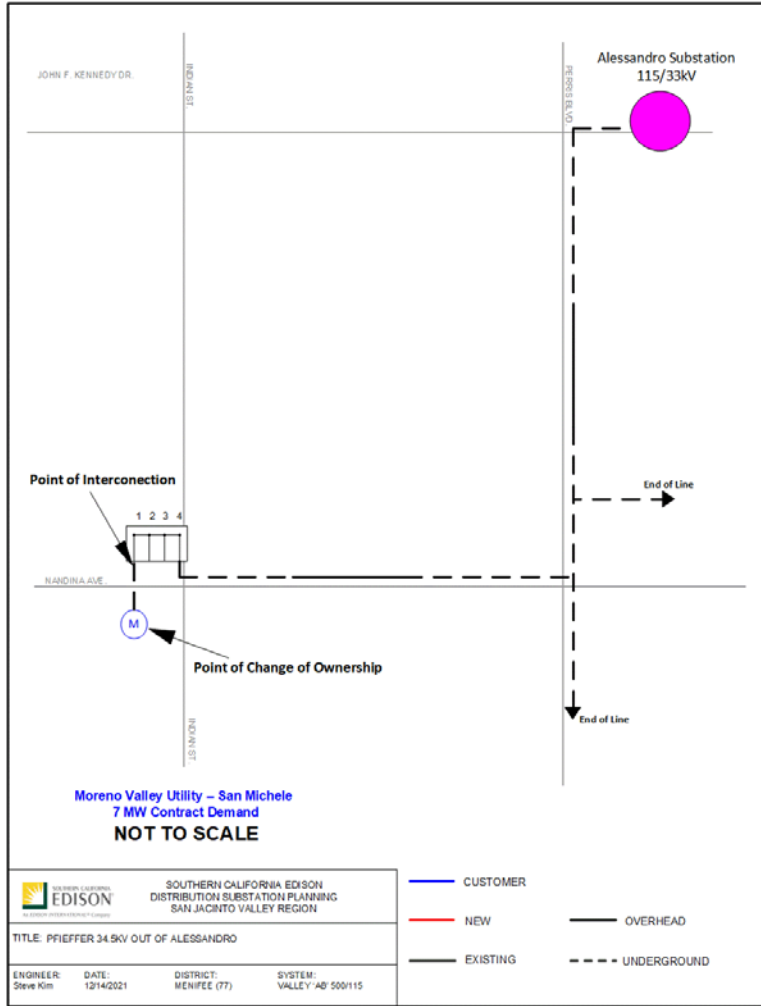 Alessandro Substation
115/33kV
JOHN F. KENNEDY DR.
INDIAN ST.
PERRIS BLVD.
Point of Interconection
End of Line
1 2 3 4
NANDINA AVE.
M
Point of Change of Ownership
End of Line
INDIAN ST.
Moreno Valley Utility – San Michele
7 MW Contract Demand
NOT TO SCALE
SOUTHERN CALIFORNIA
EDISON
AN EDISON INTERNATIONAL® Company
SOUTHERN CALIFORNIA EDISON
DISTRIBUTION SUBSTATION PLANNING
SAN JACINTO VALLEY REGION
TITLE: PFIEFFER 34.5KV OUT OF ALESSANDRO
ENGINEER: DATE: DISTRICT: SYSTEM:
Steve Kim 12/14/2021 MENIFEE (77) VALLEY 'AB' 500/115
CUSTOMER
NEW OVERHEAD
EXISTING UNDERGROUND